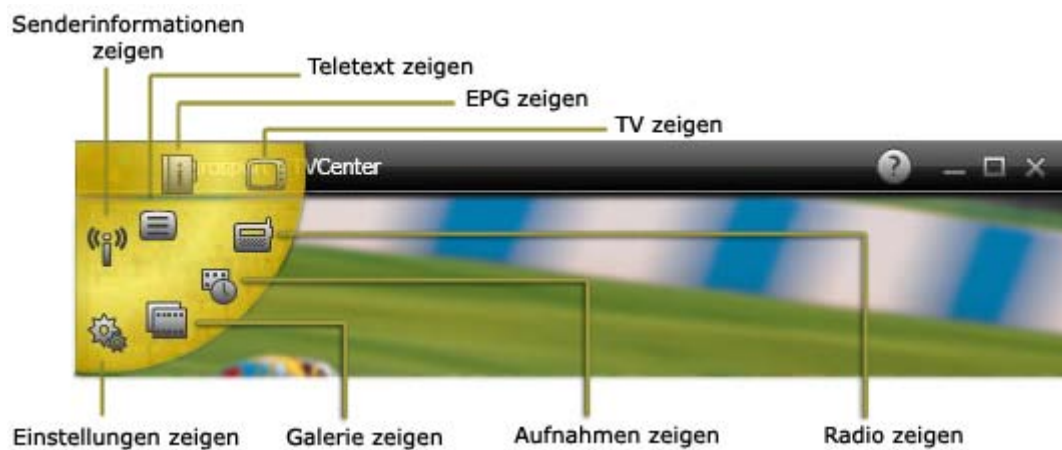 Senderinformationen
zeigen
Teletext zeigen
EPG zeigen
TV zeigen
TVCenter
Einstellungen zeigen
Galerie zeigen
Aufnahmen zeigen
Radio zeigen